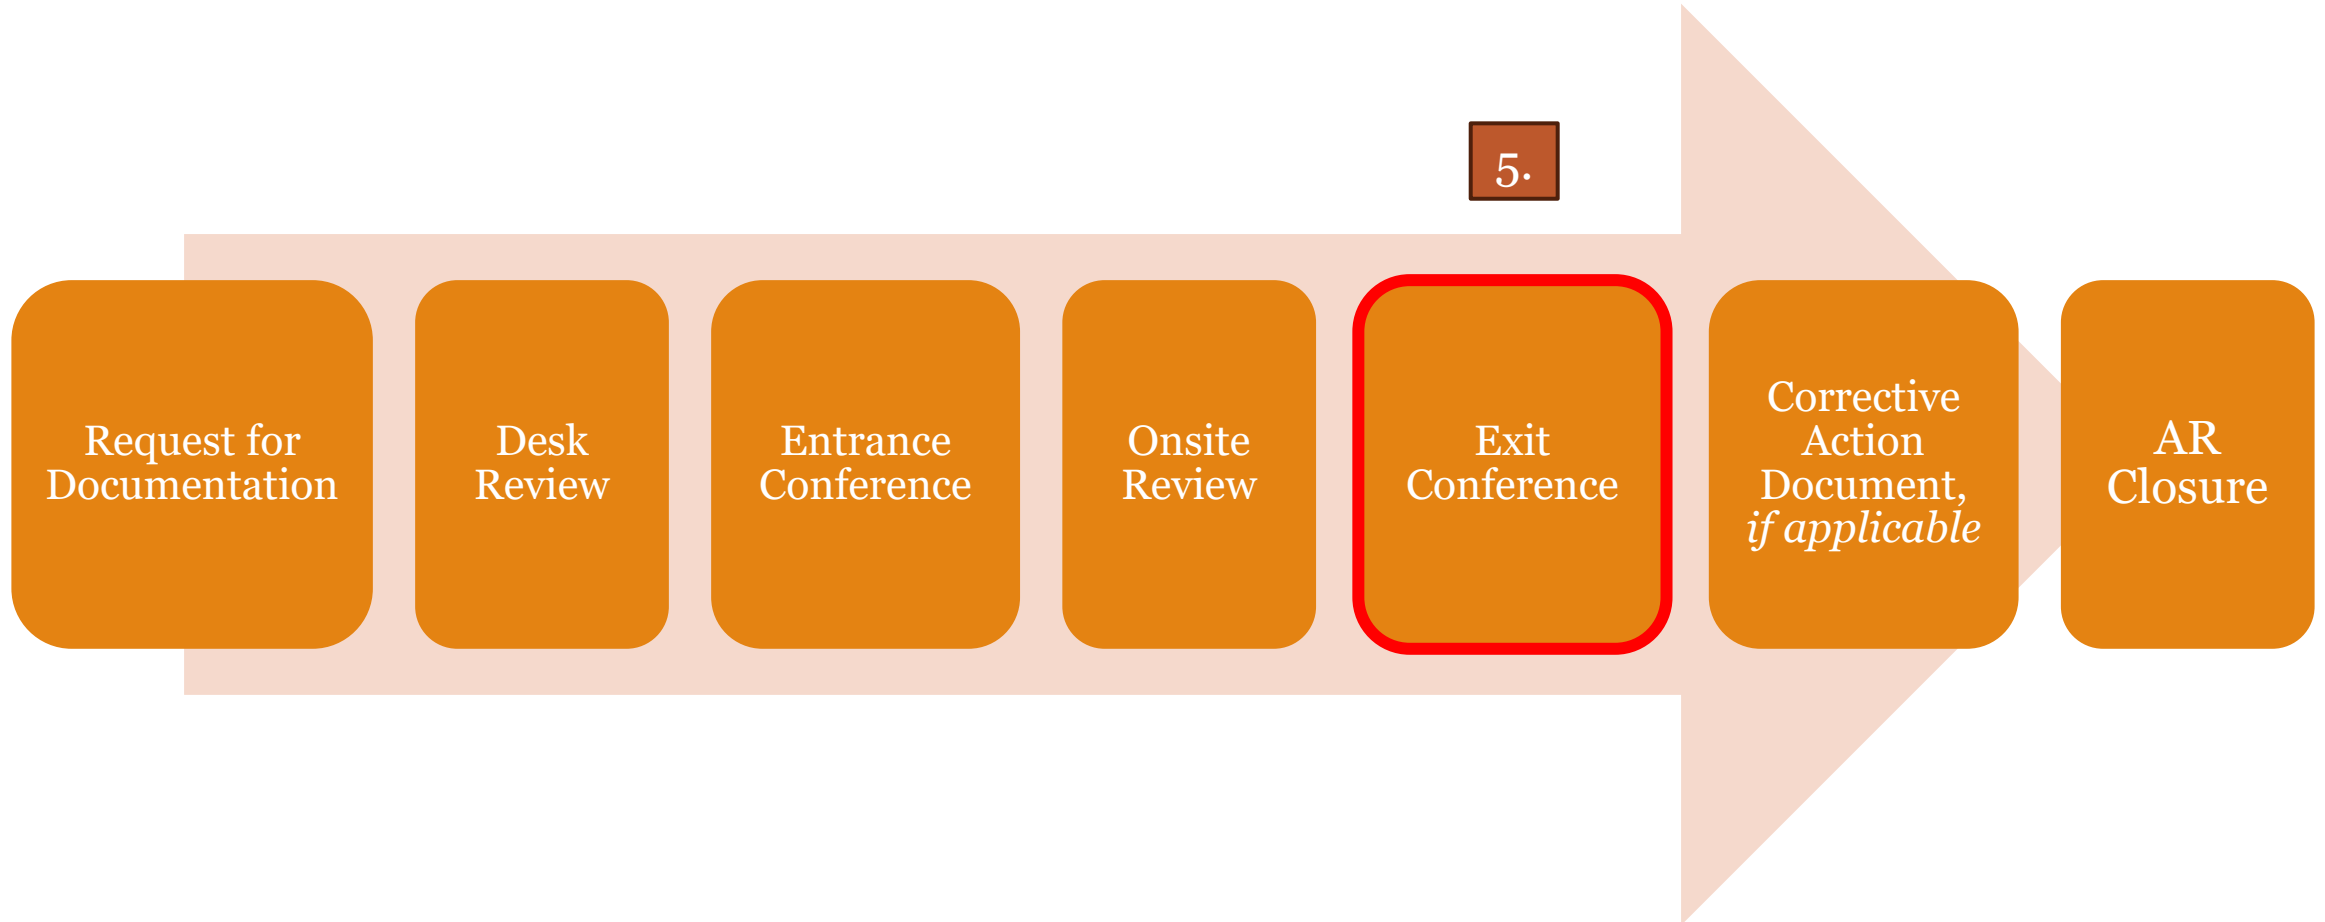 5.
Request for
Documentation
Desk
Review
Entrance
Conference
Onsite
Review
Exit
Conference
Corrective
Action
Document,
if applicable
AR
Closure